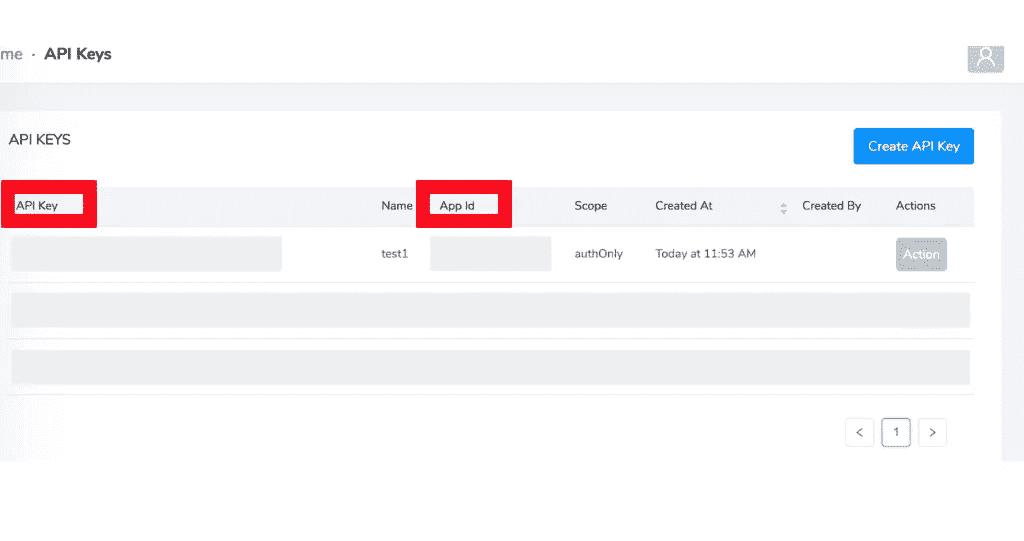 me · API Keys
API KEYS
Create API Key
API Key Name App Id Scope Created At Created By Actions
test1 authOnly Today at 11:53 AM Action
< 1 >